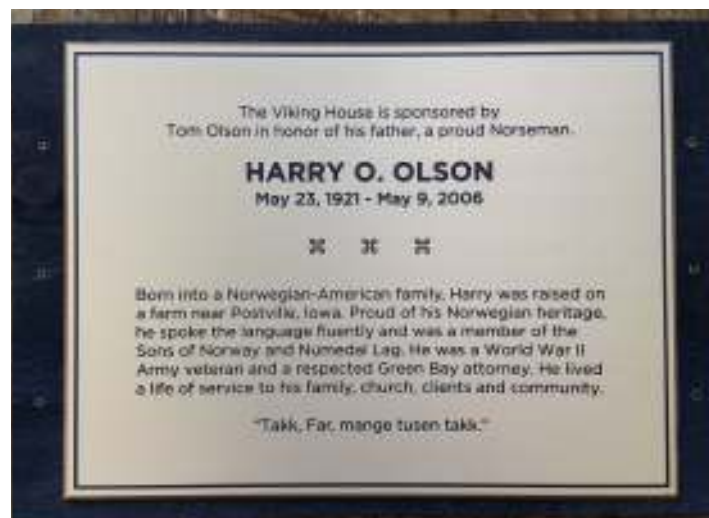 The Viking House is sponsored by
Tom Olson in honor of his father, a proud Norseman.
HARRY O. OLSON
May 23, 1921 - May 9, 2006
⌘ ⌘ ⌘
Born into a Norwegian-American family, Harry was raised on
a farm near Postville, Iowa. Proud of his Norwegian heritage,
he spoke the language fluently and was a member of the
Sons of Norway and Numedal Lag. He was a World War II
Army veteran and a respected Green Bay attorney. He lived
a life of service to his family, church, clients and community.
"Takk, Far, mange tusen takk."